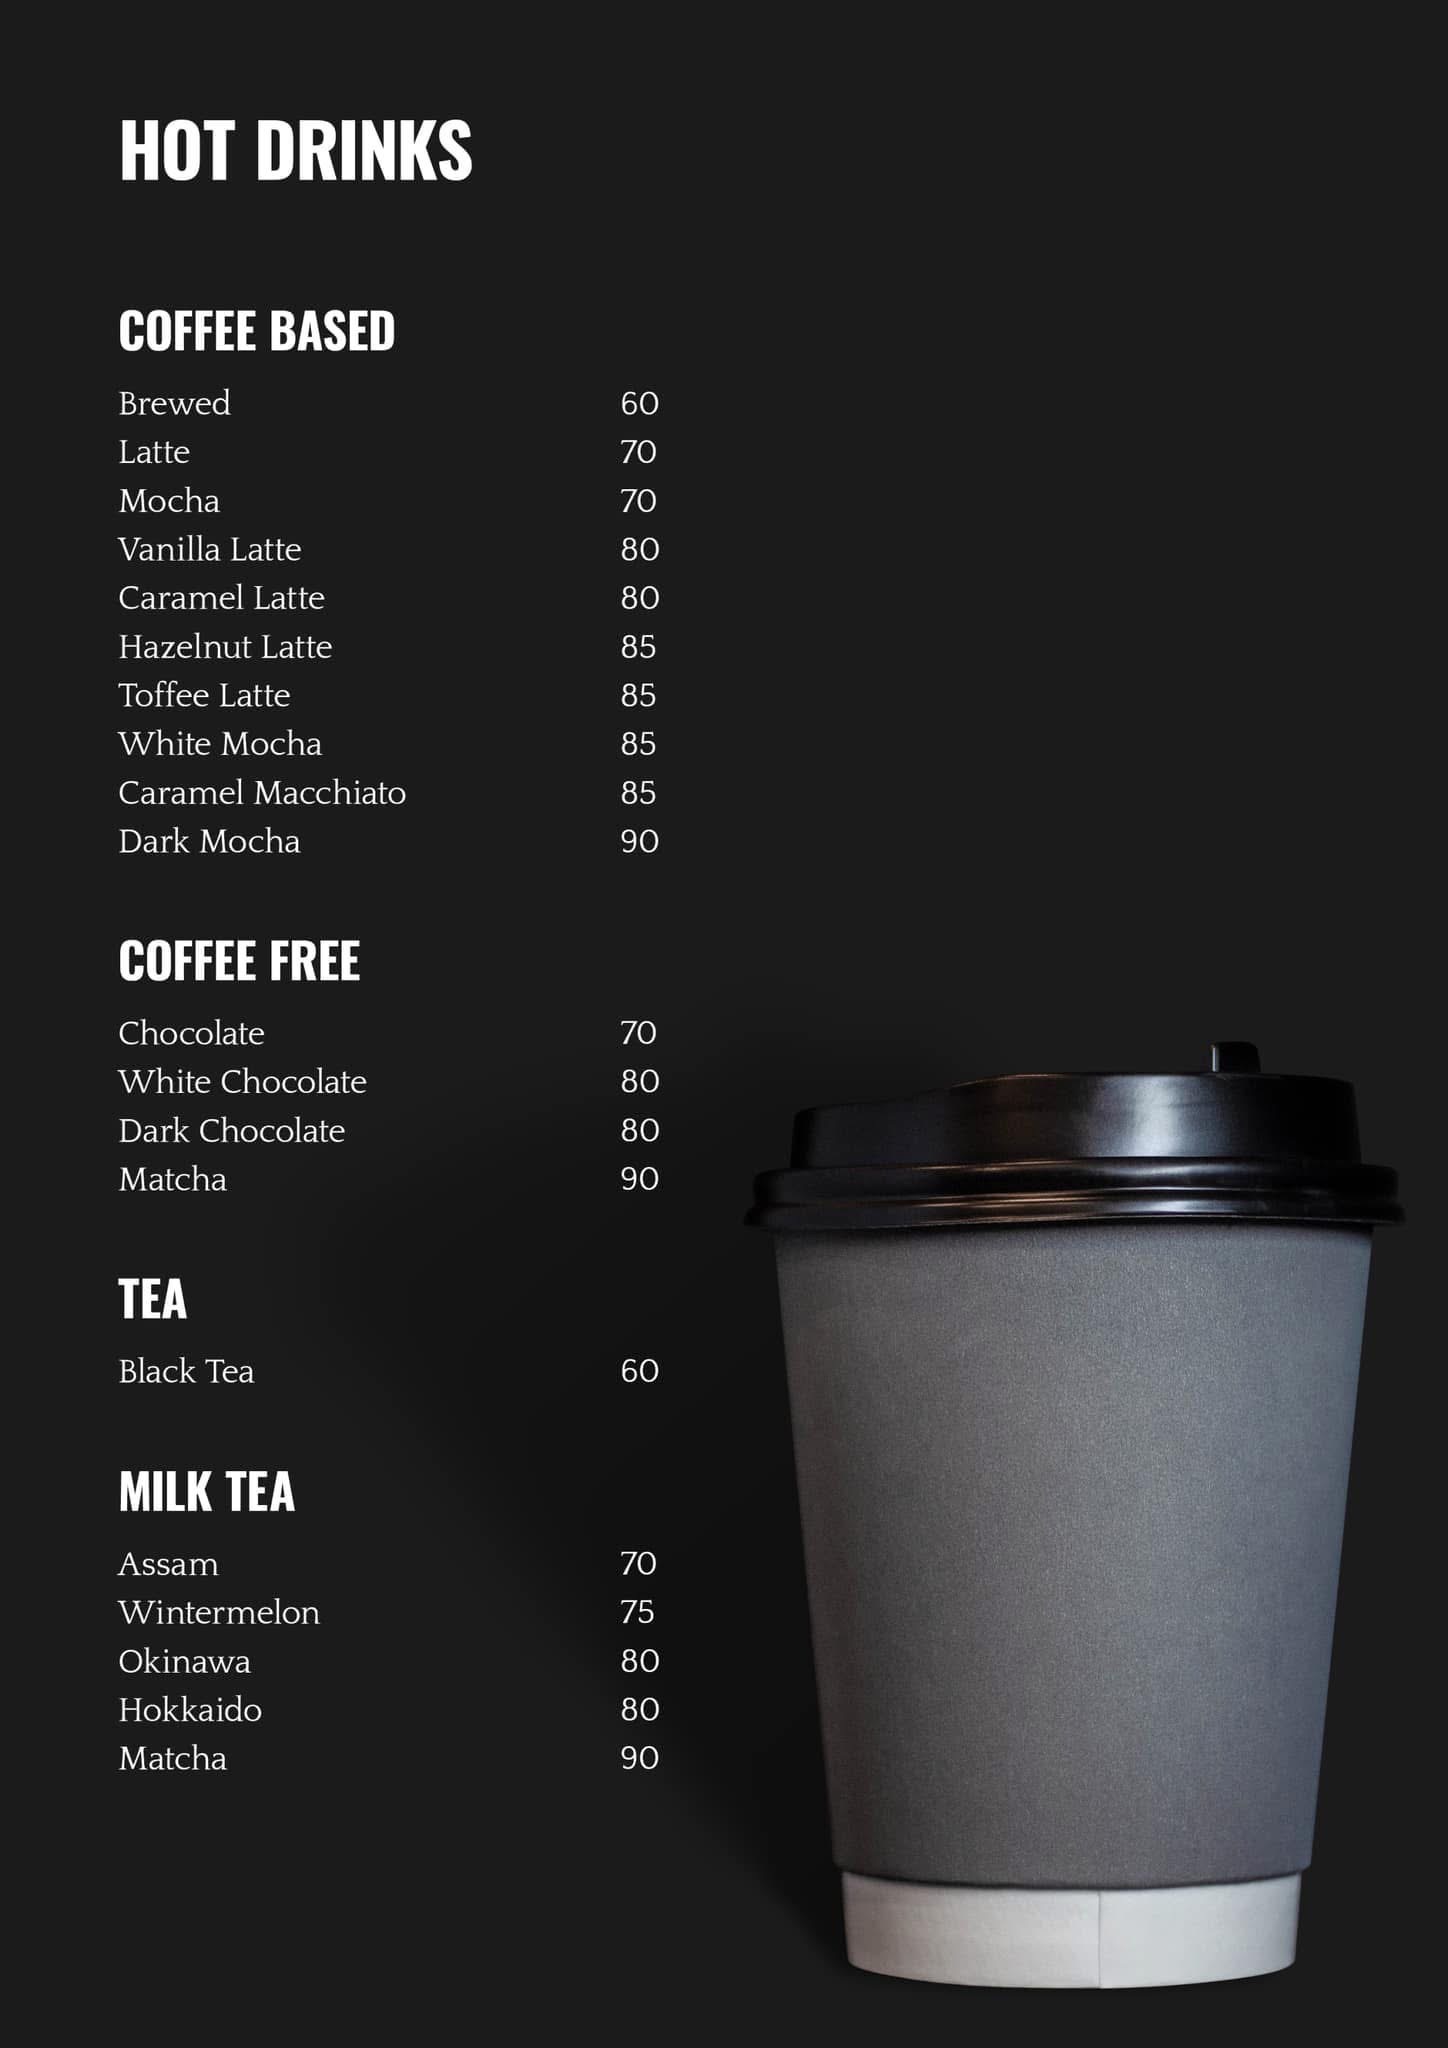 HOT DRINKS
COFFEE BASED
Brewed 60
Latte 70
Mocha 70
Vanilla Latte 80
Caramel Latte 80
Hazelnut Latte 85
Toffee Latte 85
White Mocha 85
Caramel Macchiato 85
Dark Mocha 90
COFFEE FREE
Chocolate 70
White Chocolate 80
Dark Chocolate 80
Matcha 90
TEA
Black Tea 60
MILK TEA
Assam 70
Wintermelon 75
Okinawa 80
Hokkaido 80
Matcha 90